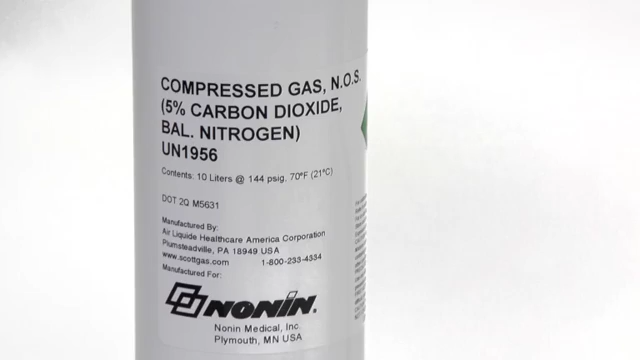 COMPRESSED GAS, N.O.S.
(5% CARBON DIOXIDE,
BAL. NITROGEN)
UN1956
Contents: 10 Liters @ 144 psig, 70°F (21°C)
DOT 2Q M5631
Manufactured By:
Air Liquide Healthcare America Corporation
Plumsteadville, PA 18949 USA
www.scottgas.com 1-800-233-4334
Manufactured For:
NONIN.
Nonin Medical, Inc
Plymouth, MN USA